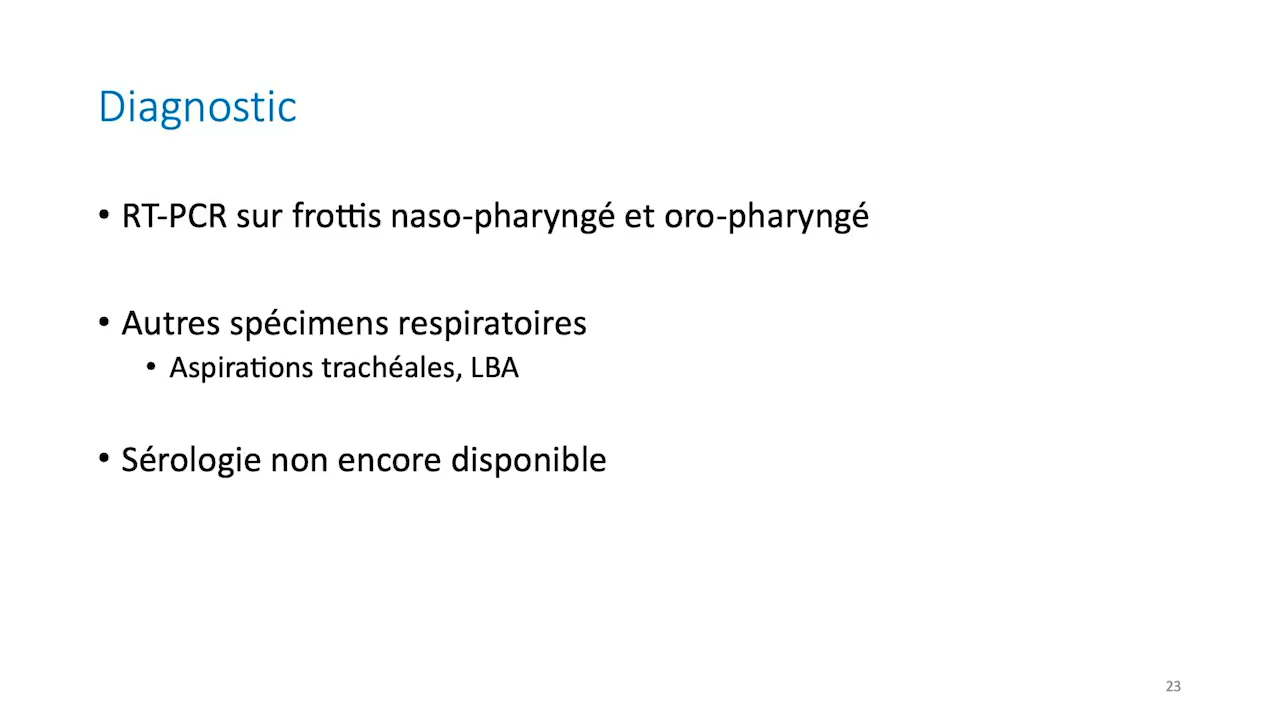 Diagnostic
• RT-PCR sur frottis naso-pharyngé et oro-pharyngé
• Autres spécimens respiratoires
• Aspirations trachéales, LBA
• Sérologie non encore disponible
23